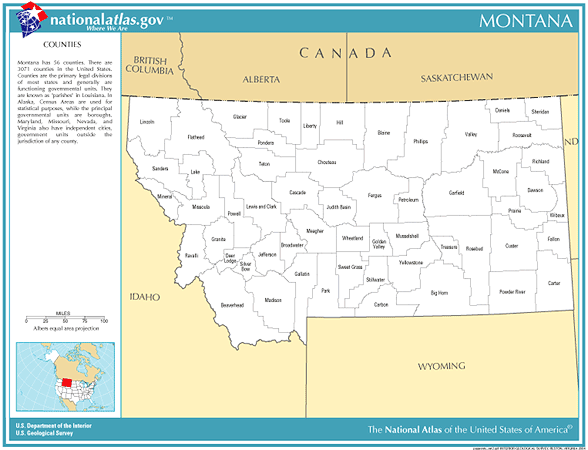 nationalatlas.gov™
Where We Are
MONTANA
COUNTIES
Montana has 56 counties. There are
3071 counties in the United States.
Counties are the primary legal divisions
of most states and generally are
functioning governmental units. They
are known as 'parishes' in Louisiana. In
Alaska, Census Areas are used for
statistical purposes, while the principal
governmental units are boroughs.
Maryland, Missouri, Nevada, and
Virginia also have independent cities,
government units outside the
jurisdiction of any county.
CANADA
BRITISH
COLUMBIA
ALBERTA
SASKATCHEWAN
Lincoln
Flathead
Glacier
Toole
Liberty
Hill
Blaine
Phillips
Valley
Daniels
Sheridan
Roosevelt
ND
Pondera
Teton
Chouteau
Richland
McCone
Sanders
Lake
Mineral
Missoula
Powell
Lewis and Clark
Cascade
Judith Basin
Fergus
Petroleum
Garfield
Dawson
Prairie
Wibaux
Granite
Ravalli
Deer
Lodge
Silver
Bow
Jefferson
Broadwater
Meagher
Wheatland
Golden
Valley
Musselshell
Treasure
Rosebud
Custer
Fallon
Gallatin
Park
Sweet Grass
Stillwater
Yellowstone
Beaverhead
Madison
Carbon
Big Horn
Powder River
Carter
IDAHO
WYOMING
MILES
0 25 50 75 100
Albers equal area projection
U.S. Department of the Interior
U.S. Geological Survey
The National Atlas of the United States of America®